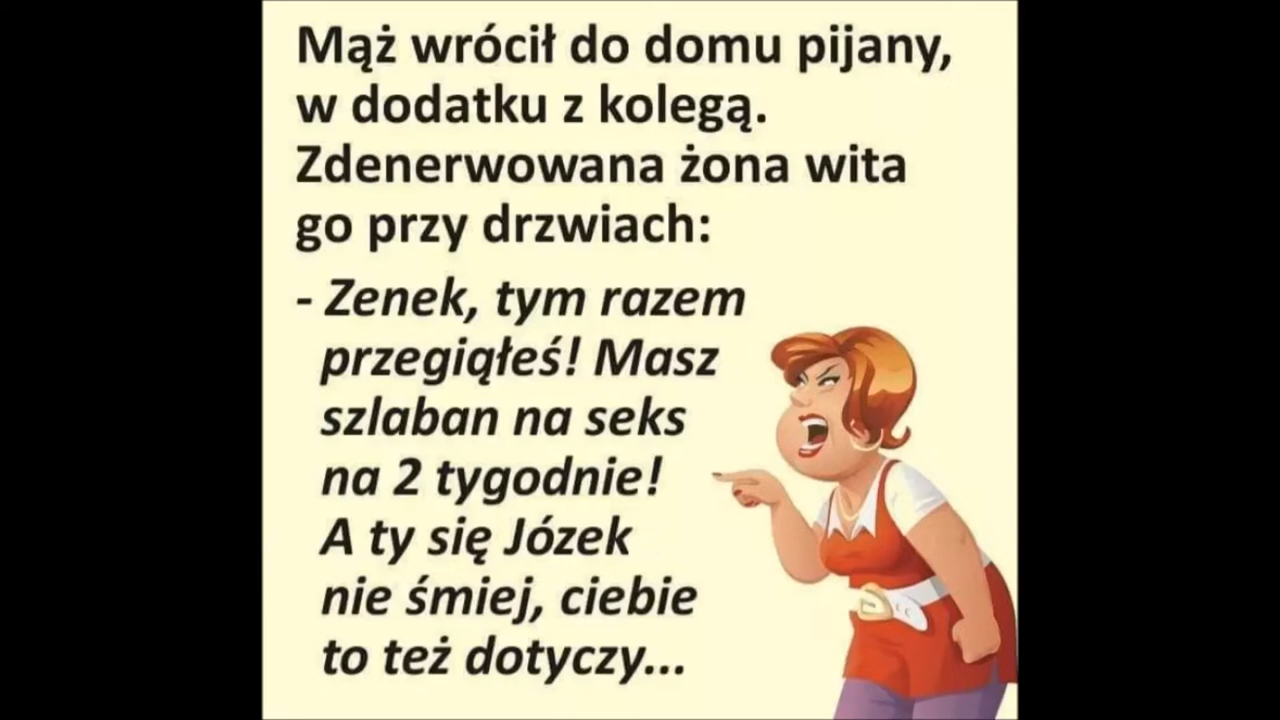 Mąż wrócił do domu pijany,
w dodatku z kolegą.
Zdenerwowana żona wita
go przy drzwiach:
- Zenek, tym razem
przegiąłeś! Masz
szlaban na seks
na 2 tygodnie!
A ty się Józek
nie śmiej, ciebie
to też dotyczy...